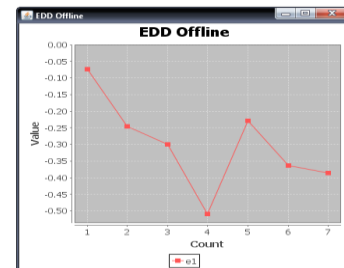 EDD Offline
EDD Offline
0.00
-0.05
-0.10
-0.15
-0.20
-0.25
-0.30
-0.35
-0.40
-0.45
-0.50
Value
1 2 3 4 5 6 7
Count
e1